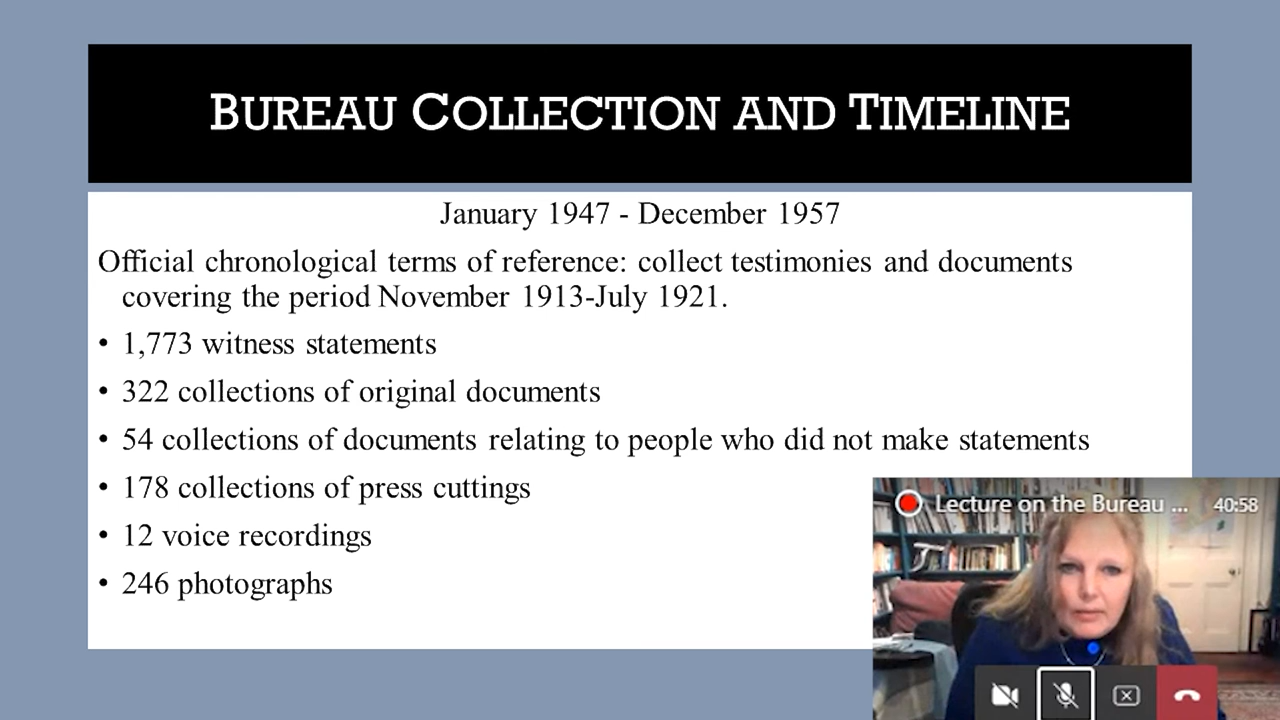 BUREAU COLLECTION AND TIMELINE
January 1947 - December 1957
Official chronological terms of reference: collect testimonies and documents
covering the period November 1913-July 1921.
• 1,773 witness statements
• 322 collections of original documents
• 54 collections of documents relating to people who did not make statements
• 178 collections of press cuttings
• 12 voice recordings
• 246 photographs
Lecture on the Bureau ... 40:58